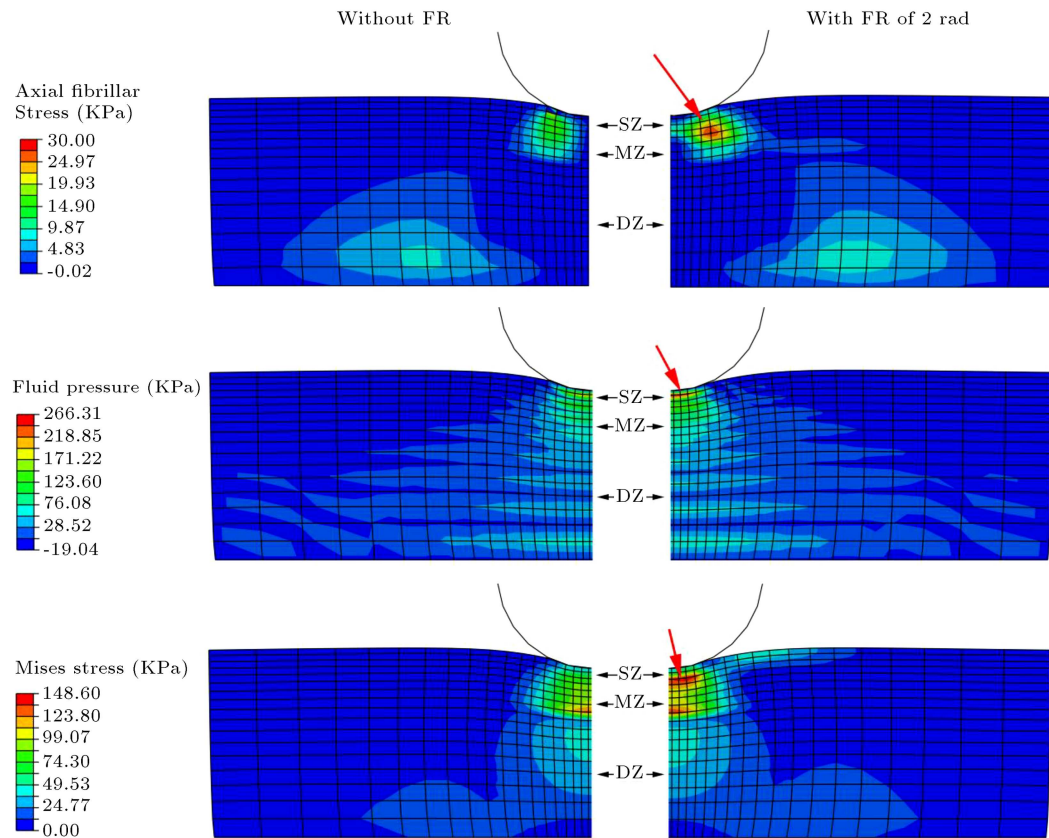 Without FR
With FR of 2 rad
Axial fibrillar
Stress (KPa)
30.00
24.97
19.93
14.90
9.87
4.83
-0.02
SZ
MZ
DZ
Fluid pressure (KPa)
266.31
218.85
171.22
123.60
76.08
28.52
-19.04
SZ
MZ
DZ
Mises stress (KPa)
148.60
123.80
99.07
74.30
49.53
24.77
0.00
SZ
MZ
DZ